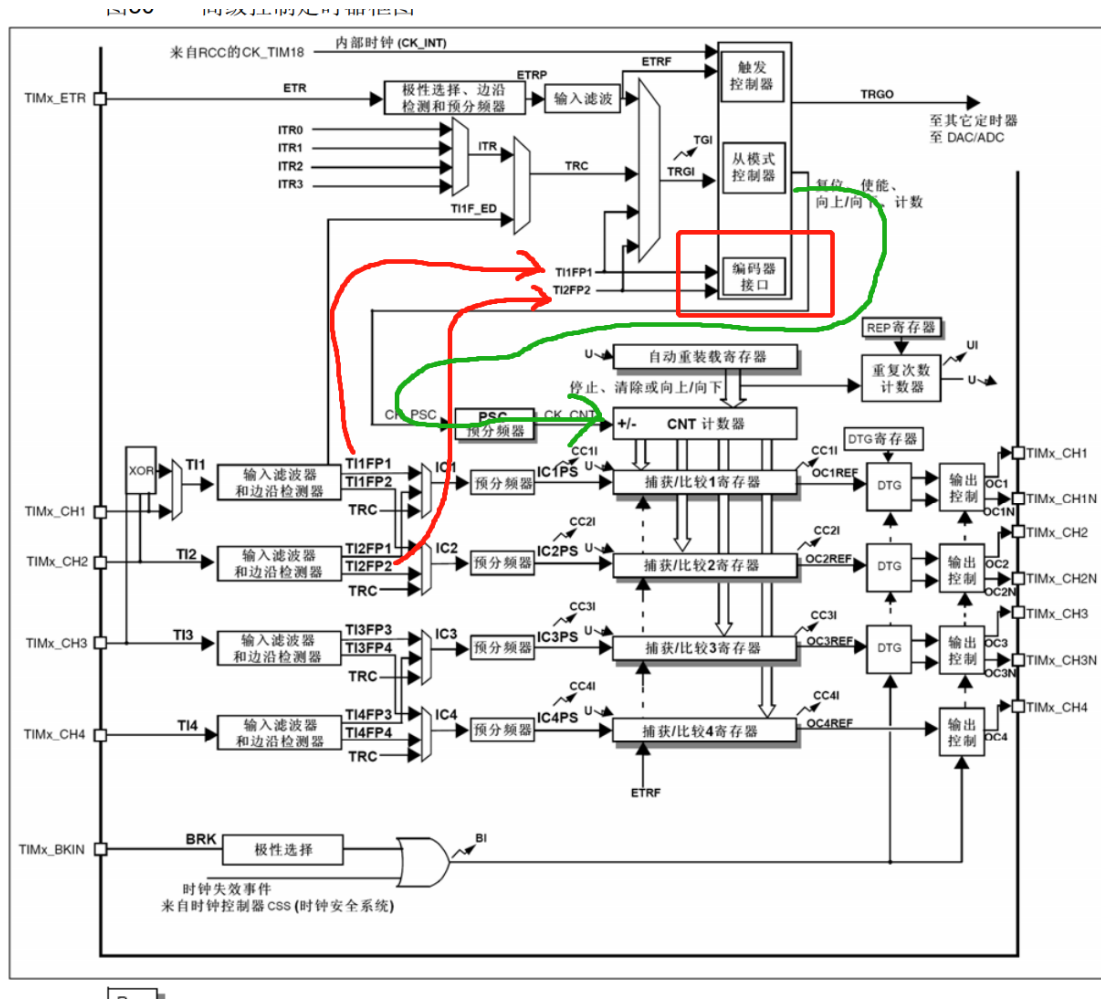 内部时钟 (CK_INT)
来自RCC的CK_TIM18
触发
控制器
ETRF
ETRP
TIMx_ETR
ETR
极性选择、边沿
检测和预分频器
输入滤波
TRGO
至其它定时器
至 DAC/ADC
ITR0
ITR1
ITR2
ITR3
ITR
TRC
TGI
TRGI
从模式
控制器
复位、使能、
向上/向下、计数
TI1F_ED
TI1FP1
TI2FP2
编码器
接口
REP寄存器
UI
U
自动重装载寄存器
重复次数
计数器
U
停止、清除或向上/向下
CK_PSC
PSC
预分频器
CK_CNT
+/-
CNT 计数器
DTG寄存器
XOR
TI1
输入滤波器
和边沿检测器
TI1FP1
TI1FP2
TRC
IC1
预分频器
IC1PS
CC1I
U
捕获/比较1寄存器
CC1I
OC1REF
DTG
输出
控制
OC1
OC1N
TIMx_CH1
TIMx_CH1N
TIMx_CH1
TIMx_CH2
TI2
输入滤波器
和边沿检测器
TI2FP1
TI2FP2
TRC
IC2
预分频器
IC2PS
CC2I
U
捕获/比较2寄存器
CC2I
OC2REF
DTG
输出
控制
OC2
OC2N
TIMx_CH2
TIMx_CH2N
TIMx_CH3
TI3
输入滤波器
和边沿检测器
TI3FP3
TI3FP4
TRC
IC3
预分频器
IC3PS
CC3I
U
捕获/比较3寄存器
CC3I
OC3REF
DTG
输出
控制
OC3
OC3N
TIMx_CH3
TIMx_CH3N
TIMx_CH4
TI4
输入滤波器
和边沿检测器
TI4FP3
TI4FP4
TRC
IC4
预分频器
IC4PS
CC4I
U
捕获/比较4寄存器
CC4I
OC4REF
输出
控制
OC4
TIMx_CH4
ETRF
TIMx_BKIN
BRK
极性选择
BI
时钟失效事件
来自时钟控制器 CSS (时钟安全系统)